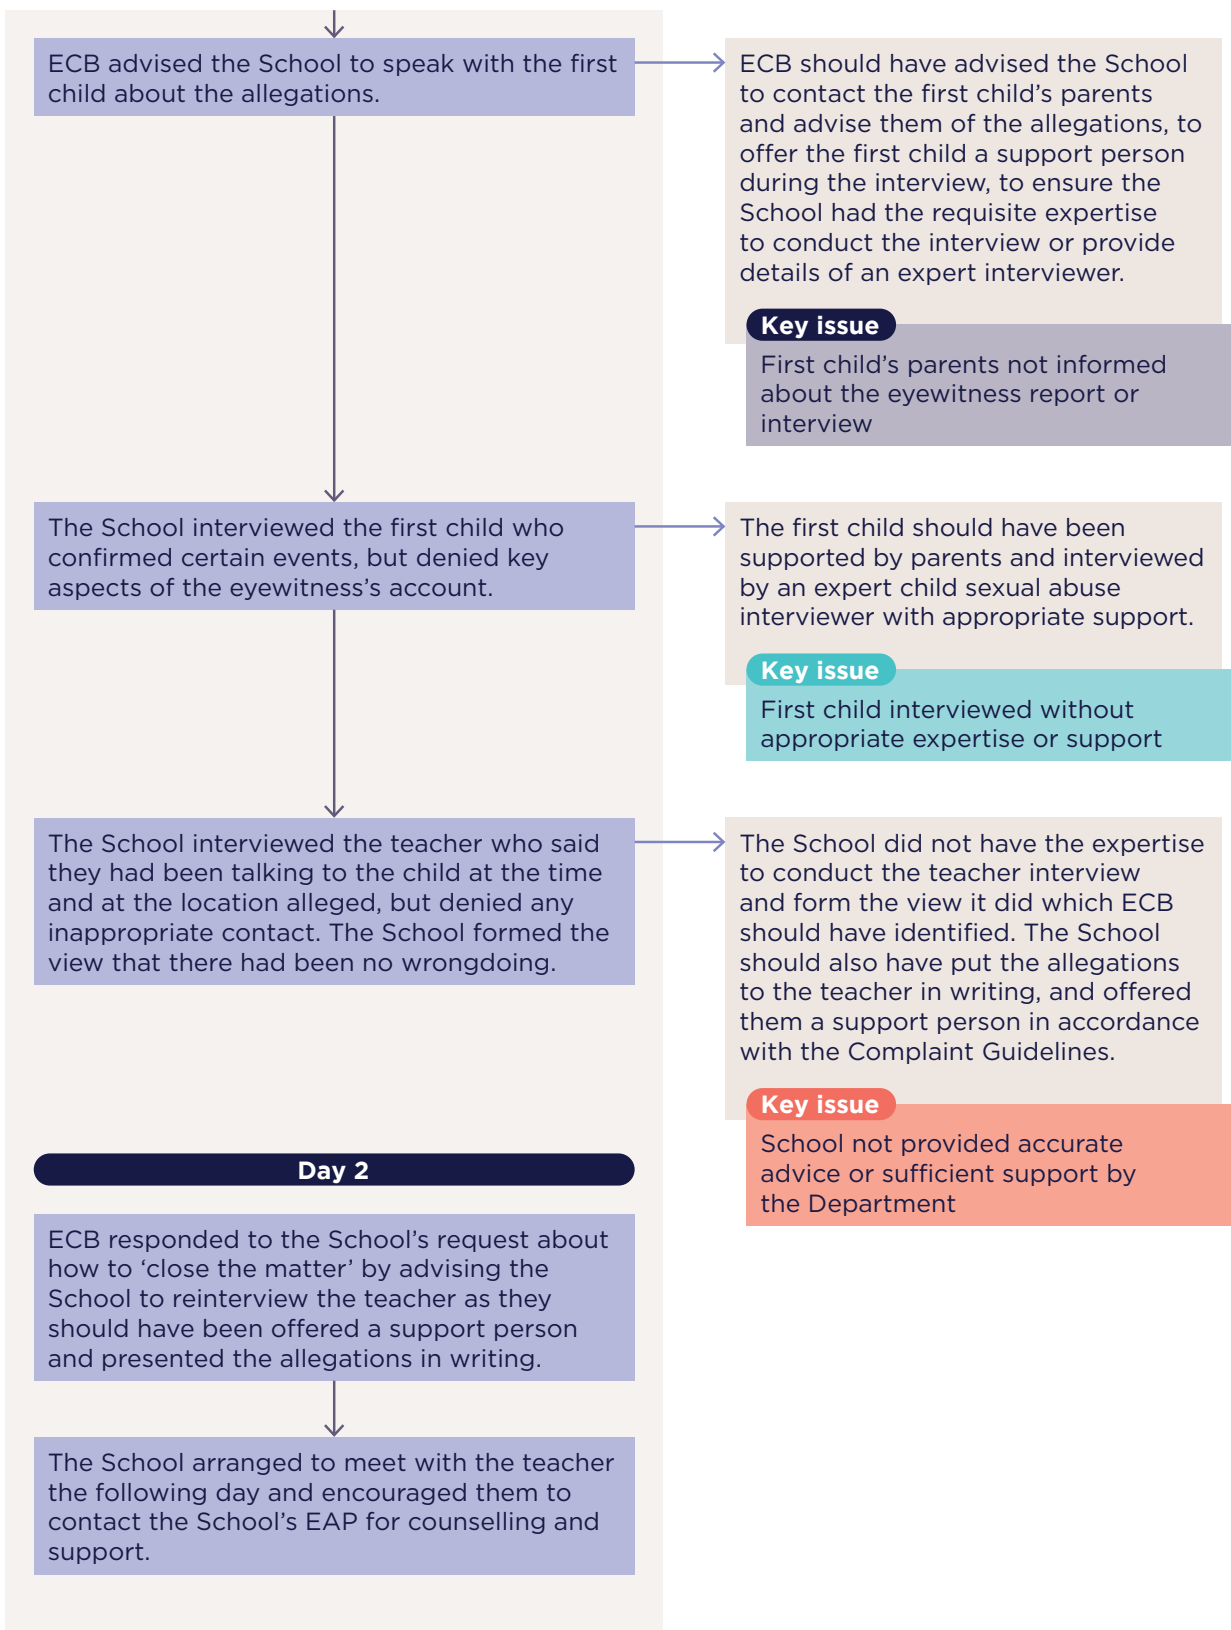 ECB advised the School to speak with the first
child about the allegations.
ECB should have advised the School
to contact the first child’s parents
and advise them of the allegations, to
offer the first child a support person
during the interview, to ensure the
School had the requisite expertise
to conduct the interview or provide
details of an expert interviewer.
Key issue
First child’s parents not informed
about the eyewitness report or
interview
The School interviewed the first child who
confirmed certain events, but denied key
aspects of the eyewitness’s account.
The first child should have been
supported by parents and interviewed
by an expert child sexual abuse
interviewer with appropriate support.
Key issue
First child interviewed without
appropriate expertise or support
The School interviewed the teacher who said
they had been talking to the child at the time
and at the location alleged, but denied any
inappropriate contact. The School formed the
view that there had been no wrongdoing.
The School did not have the expertise
to conduct the teacher interview
and form the view it did which ECB
should have identified. The School
should also have put the allegations
to the teacher in writing, and offered
them a support person in accordance
with the Complaint Guidelines.
Key issue
School not provided accurate
advice or sufficient support by
the Department
Day 2
ECB responded to the School’s request about
how to ‘close the matter’ by advising the
School to reinterview the teacher as they
should have been offered a support person
and presented the allegations in writing.
The School arranged to meet with the teacher
the following day and encouraged them to
contact the School’s EAP for counselling and
support.